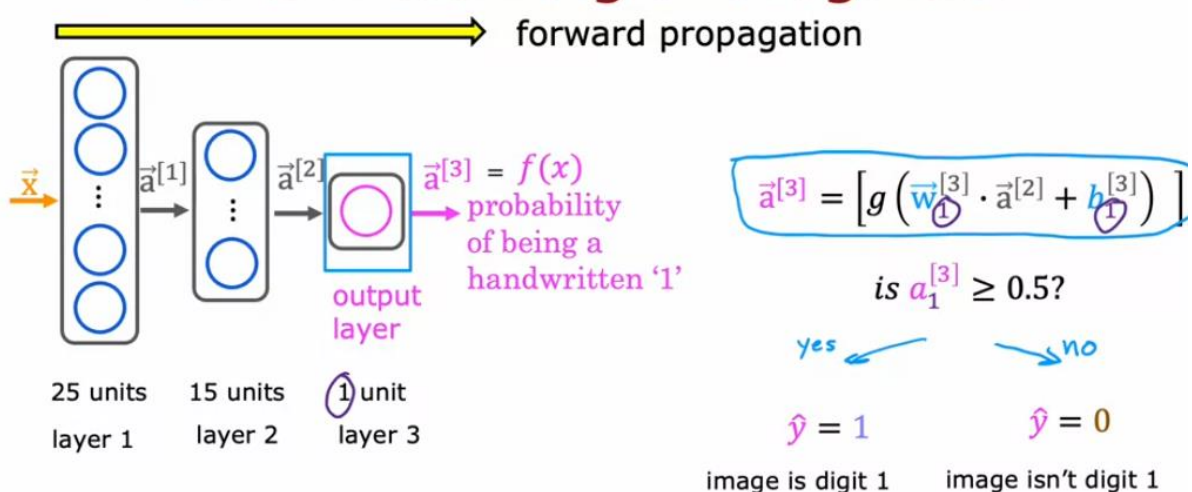 forward propagation
x⃗
a⃗[1]
a⃗[2]
a⃗[3] = f(x)
probability
of being a
handwritten ‘1’
output
layer
25 units
layer 1
15 units
layer 2
1 unit
layer 3
a⃗[3] = [g(w⃗₁[3] · a⃗[2] + b₁[3])]
is a₁[3] ≥ 0.5?
yes
no
ŷ = 1
ŷ = 0
image is digit 1
image isn’t digit 1